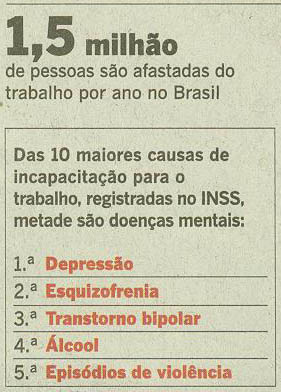 1,5 milhão
de pessoas são afastadas do
trabalho por ano no Brasil
Das 10 maiores causas de
incapacitação para o
trabalho, registradas no INSS,
metade são doenças mentais:
1.ª Depressão
2.ª Esquizofrenia
3.ª Transtorno bipolar
4.ª Álcool
5.ª Episódios de violência